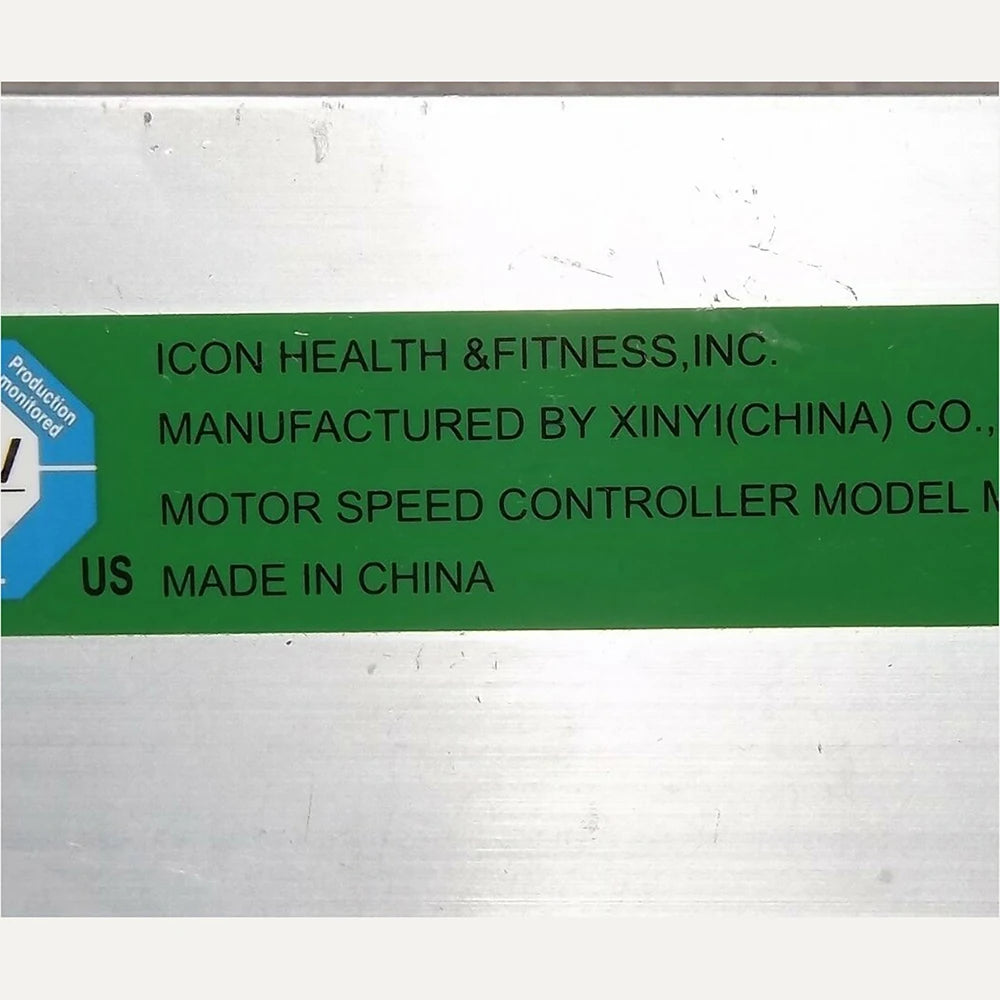 Production
monitored
ICON HEALTH &FITNESS,INC.
MANUFACTURED BY XINYI(CHINA) CO.,
MOTOR SPEED CONTROLLER MODEL
US MADE IN CHINA